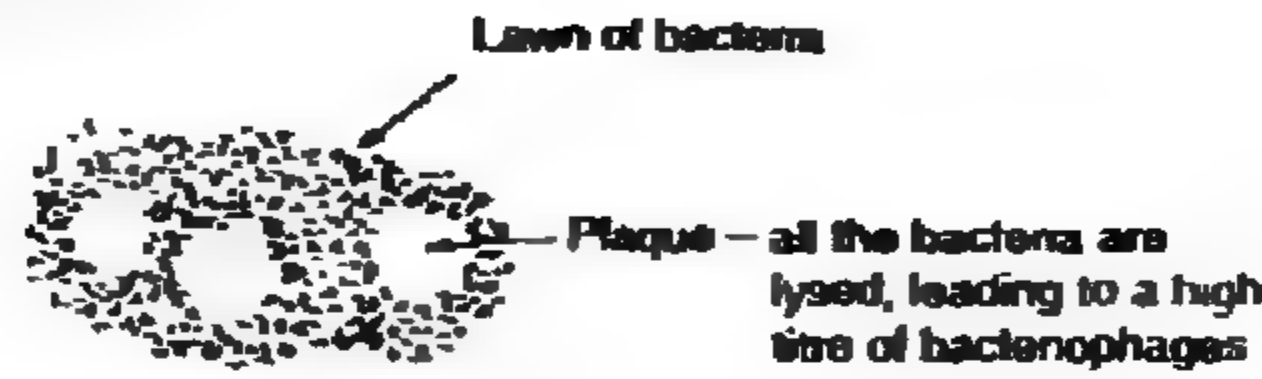 Lawn of bacteria
Plaque – all the bacteria are
lysed, leading to a high
titre of bacteriophages